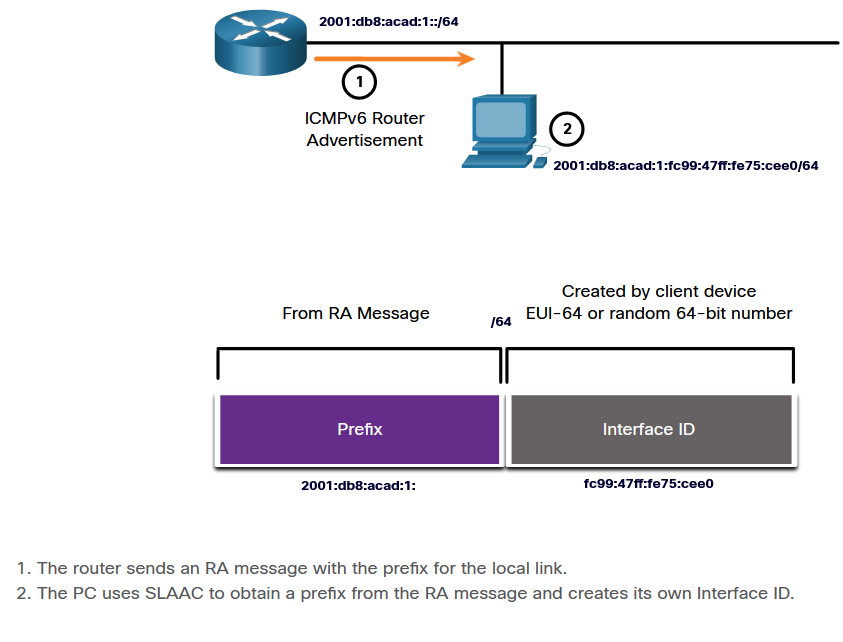 2001:db8:acad:1::/64
1
ICMPv6 Router
Advertisement
2
2001:db8:acad:1:fc99:47ff:fe75:cee0/64
Created by client device
From RA Message
/64
EUI-64 or random 64-bit number
Prefix
Interface ID
2001:db8:acad:1:
fc99:47ff:fe75:cee0
1. The router sends an RA message with the prefix for the local link.
2. The PC uses SLAAC to obtain a prefix from the RA message and creates its own Interface ID.